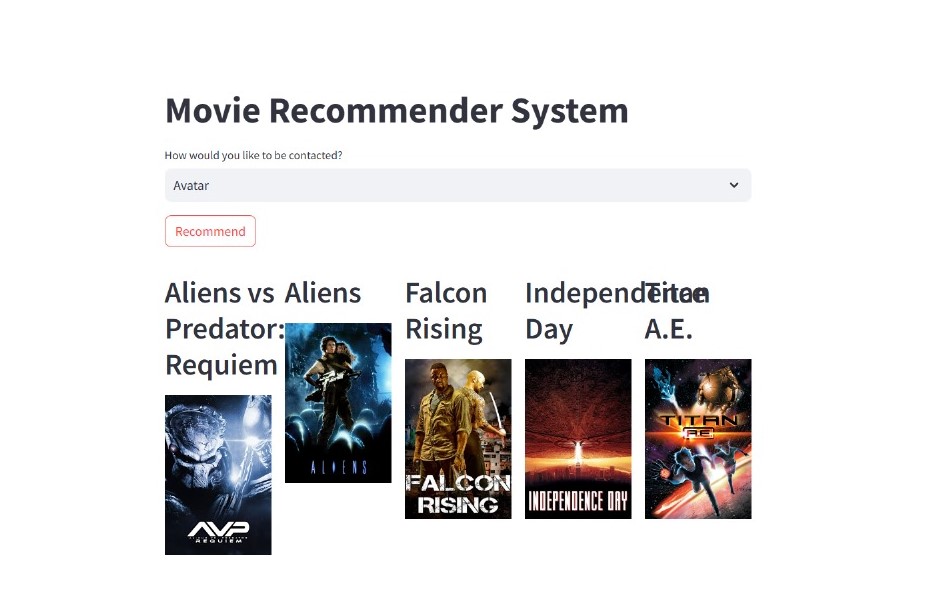 Movie Recommender System
How would you like to be contacted?
Avatar
Recommend
Aliens vs
Predator:
Requiem
AVP
REQUIEM
Aliens
ALIENS
Falcon
Rising
FALCON
RISING
Independence
Day
INDEPENDENCE DAY
Titan
A.E.
TITAN
AE